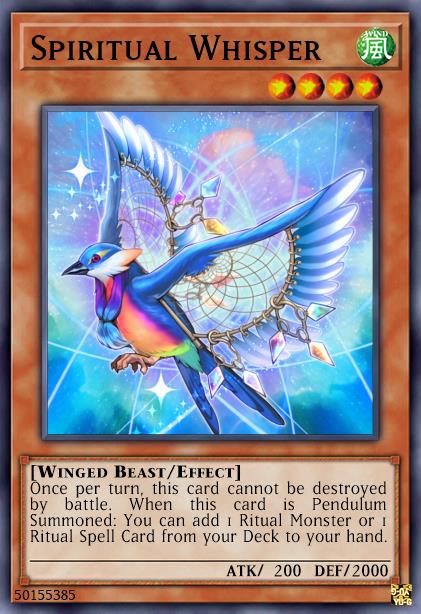 Spiritual Whisper
WIND
風
[Winged Beast/Effect]
Once per turn, this card cannot be destroyed
by battle. When this card is Pendulum
Summoned: You can add 1 Ritual Monster or 1
Ritual Spell Card from your Deck to your hand.
ATK/ 200 DEF/2000
50155385